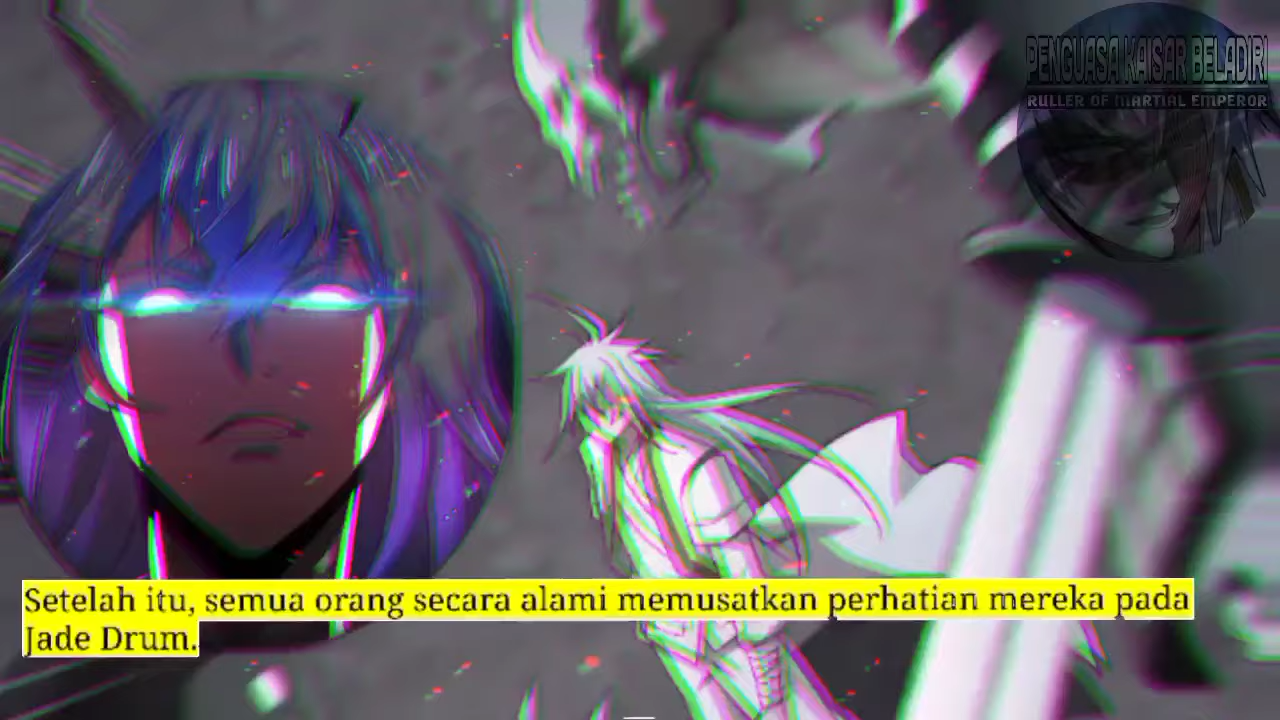 PENGUASA KAISAR BELADIRI
RULLER OF MARTIAL EMPEROR
Setelah itu, semua orang secara alami memusatkan perhatian mereka pada
Jade Drum.